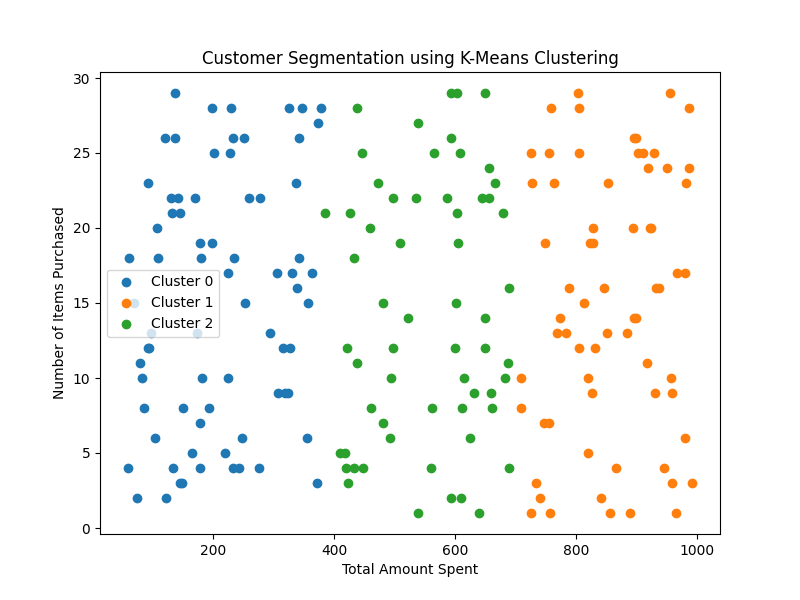 Customer Segmentation using K-Means Clustering
30
25
20
15
10
5
0
Number of Items Purchased
Cluster 0
Cluster 1
Cluster 2
200
400
600
800
1000
Total Amount Spent